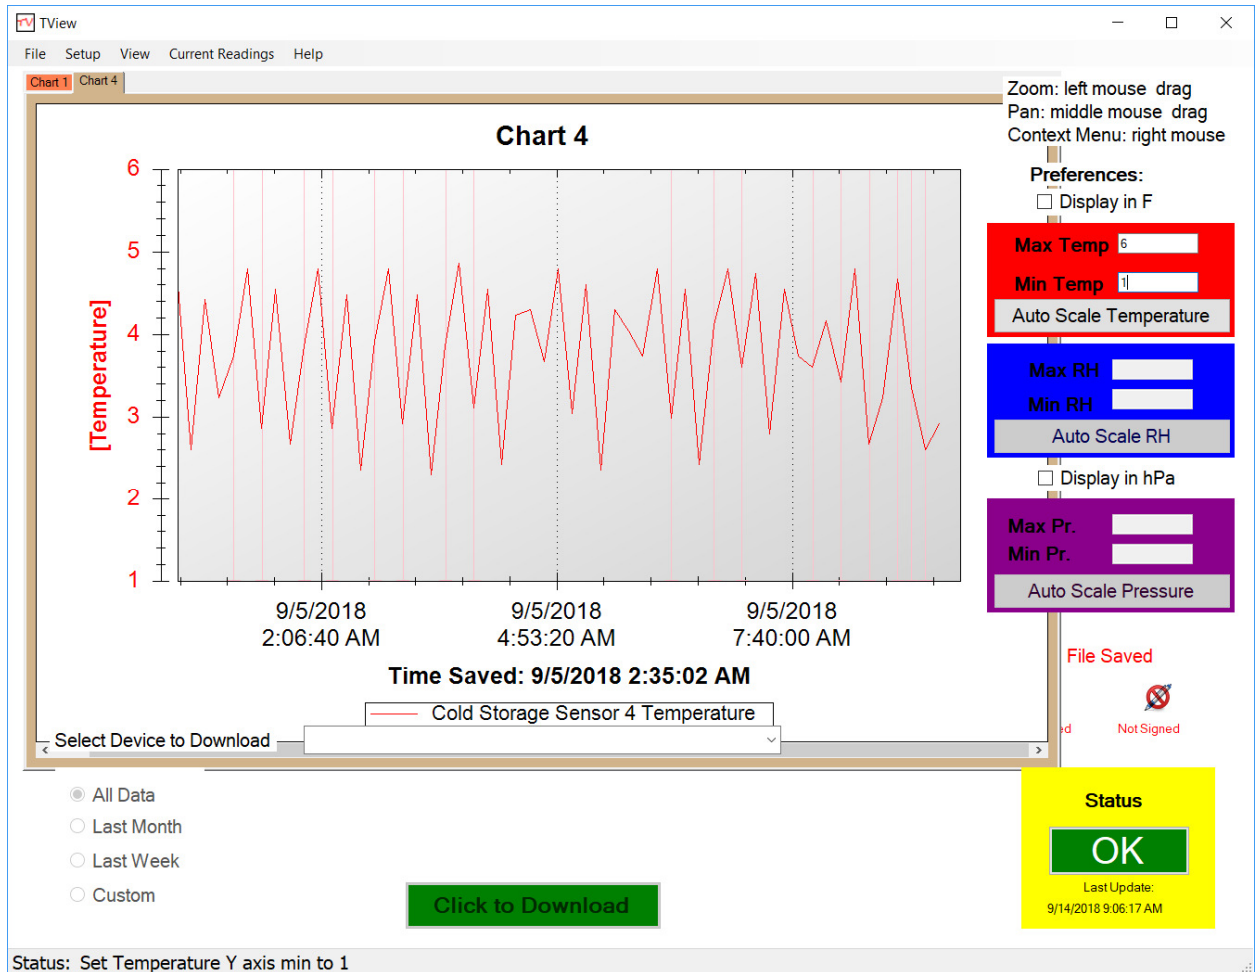 TView
File Setup View Current Readings Help
Chart 1 Chart 4
Zoom: left mouse drag
Pan: middle mouse drag
Context Menu: right mouse
Chart 4
6
5
4
3
2
1
[Temperature]
9/5/2018 9/5/2018 9/5/2018
2:06:40 AM 4:53:20 AM 7:40:00 AM
Time Saved: 9/5/2018 2:35:02 AM
Cold Storage Sensor 4 Temperature
Select Device to Download
Preferences:
Display in F
Max Temp 6
Min Temp 1
Auto Scale Temperature
Max RH
Min RH
Auto Scale RH
Display in hPa
Max Pr.
Min Pr.
Auto Scale Pressure
File Saved
ed Not Signed
All Data
Last Month
Last Week
Custom
Click to Download
Status
OK
Last Update:
9/14/2018 9:06:17 AM
Status: Set Temperature Y axis min to 1